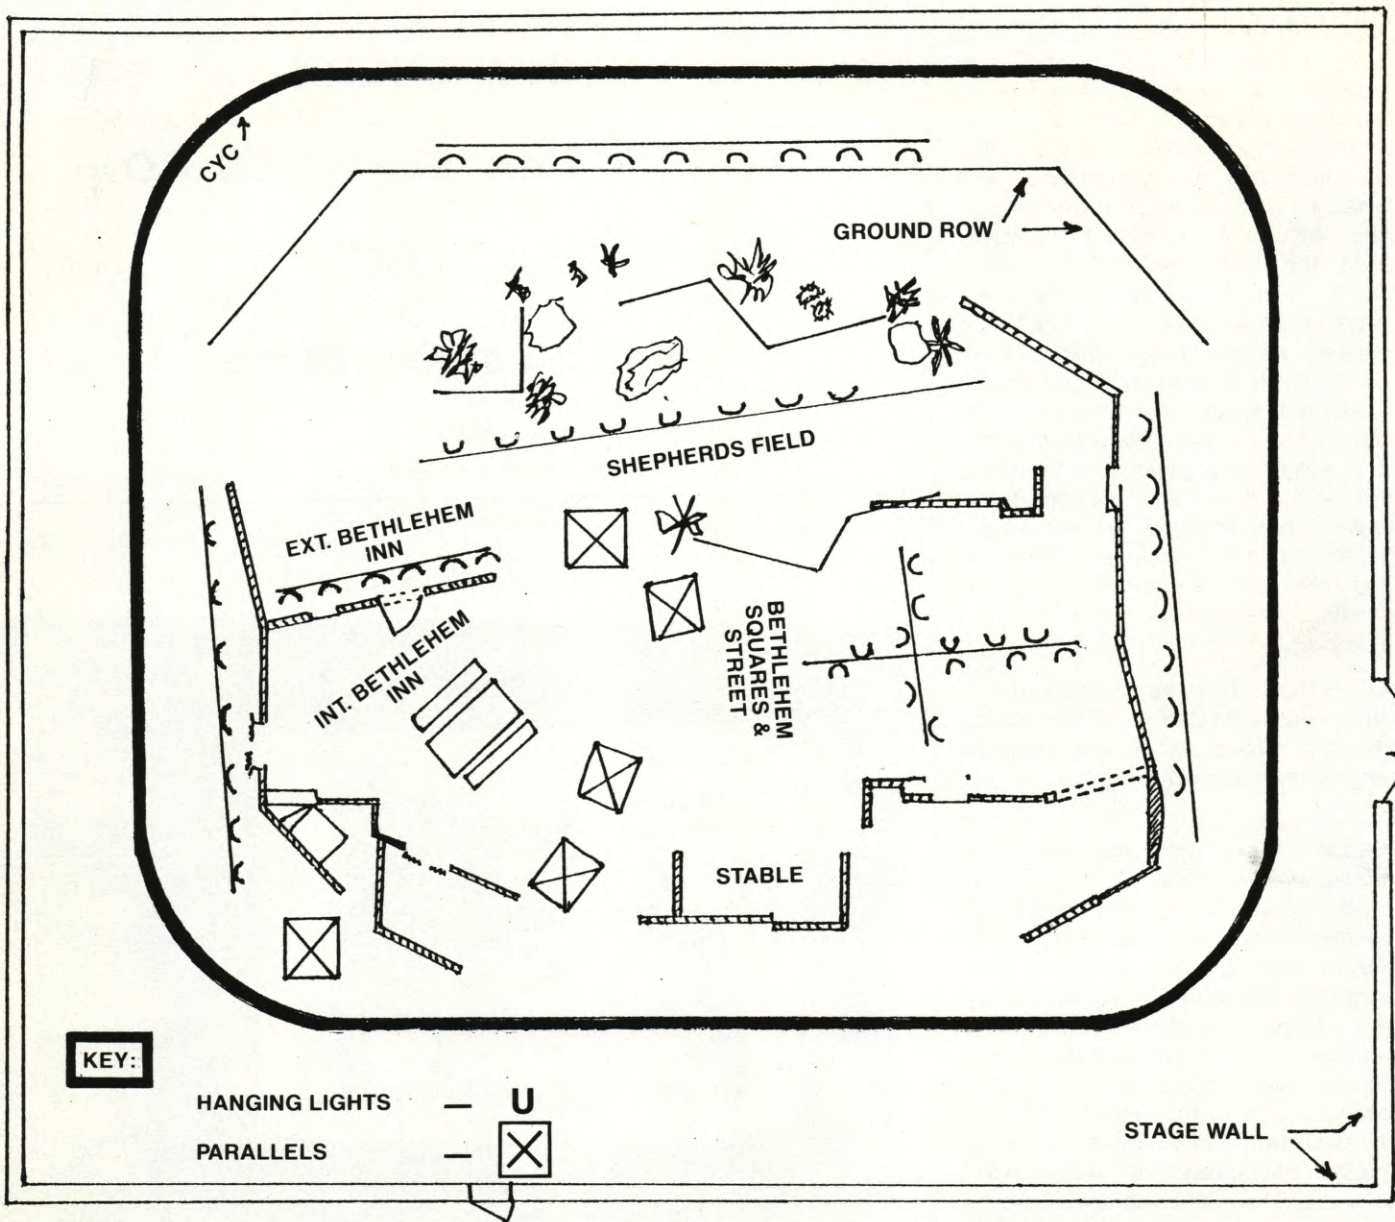 CYC
GROUND ROW
SHEPHERDS FIELD
EXT. BETHLEHEM
INN
INT. BETHLEHEM
INN
BETHLEHEM
SQUARES &
STREET
STABLE
KEY:
HANGING LIGHTS — U
PARALLELS —
STAGE WALL